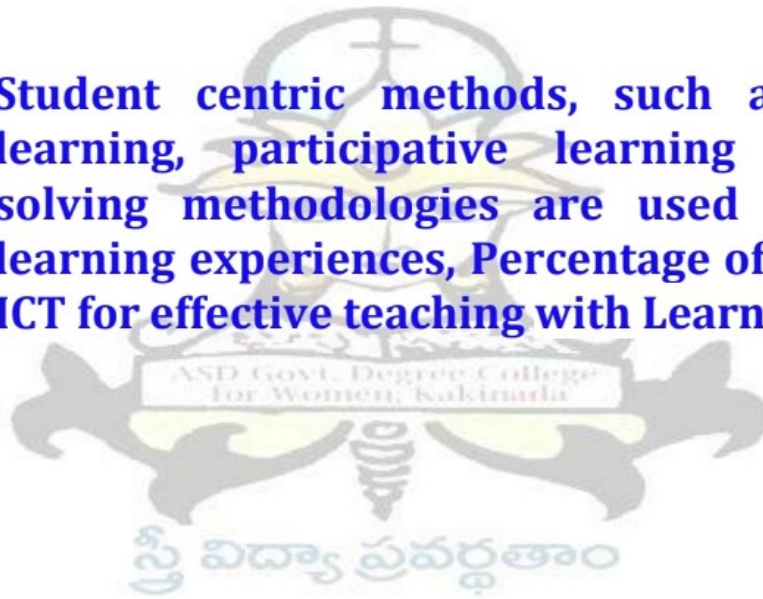 Student centric methods, such a
learning, participative learning
solving methodologies are used
learning experiences, Percentage of
ICT for effective teaching with Learn
ASD Govt. Degree College
for Women, Kakinada
స్త్రీ విద్యా ప్రవర్థతాం